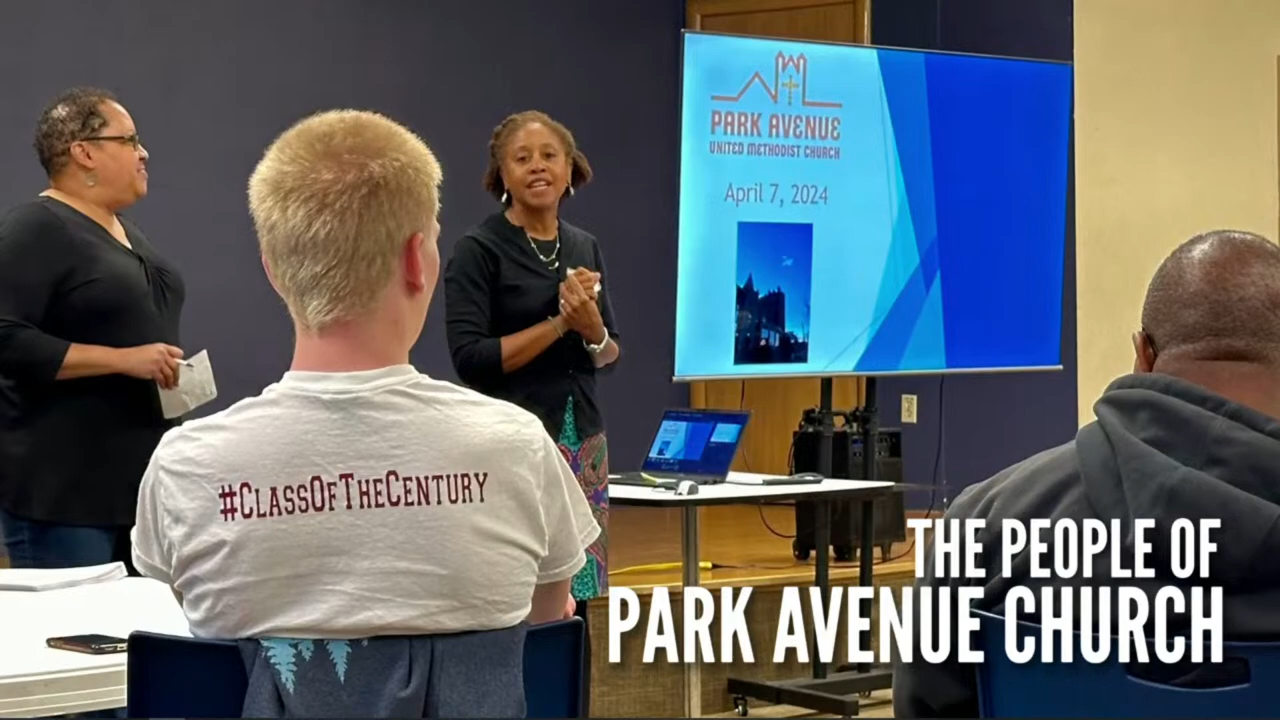 PARK AVENUE
UNITED METHODIST CHURCH
April 7, 2024
#CLASSOFTHECENTURY
THE PEOPLE OF
PARK AVENUE CHURCH